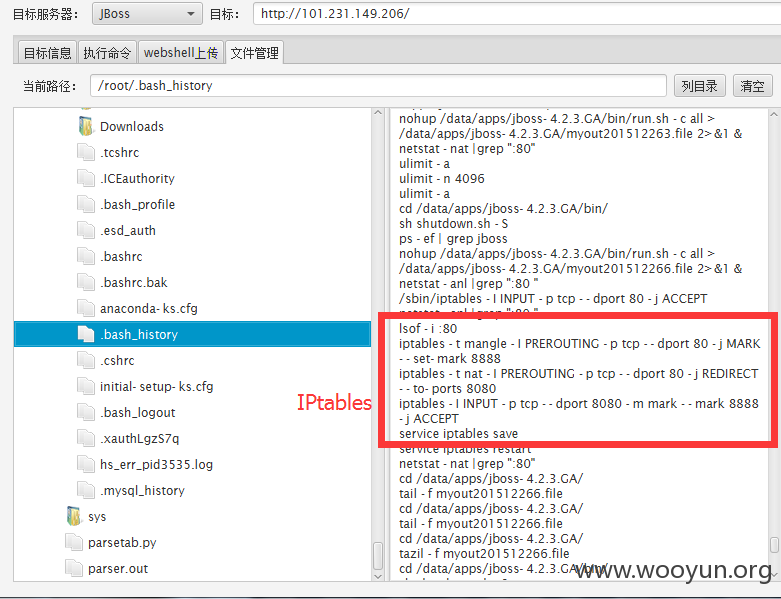 目标服务器： JBoss 目标： http://101.231.149.206/
目标信息 执行命令 webshell上传 文件管理
当前路径： /root/.bash_history 列目录 清空
Downloads
.tcshrc
.ICEauthority
.bash_profile
.esd_auth
.bashrc
.bashrc.bak
anaconda- ks.cfg
.bash_history
.cshrc
initial- setup- ks.cfg
.bash_logout
.xauthLgzS7q
hs_err_pid3535.log
.mysql_history
sys
parsetab.py
parser.out
IPtables
nohup /data/apps/jboss- 4.2.3.GA/bin/run.sh - c all >
/data/apps/jboss- 4.2.3.GA/myout201512263.file 2> &1 &
netstat - nat |grep ":80"
ulimit - a
ulimit - n 4096
ulimit - a
cd /data/apps/jboss- 4.2.3.GA/bin/
sh shutdown.sh - S
ps - ef | grep jboss
nohup /data/apps/jboss- 4.2.3.GA/bin/run.sh - c all >
/data/apps/jboss- 4.2.3.GA/myout201512266.file 2> &1 &
netstat - anl |grep ":80 "
/sbin/iptables - I INPUT - p tcp - - dport 80 - j ACCEPT
netstat - anl |grep ":80 "
lsof - i :80
iptables - t mangle - I PREROUTING - p tcp - - dport 80 - j MARK
- - set- mark 8888
iptables - t nat - I PREROUTING - p tcp - - dport 80 - j REDIRECT
- - to- ports 8080
iptables - I INPUT - p tcp - - dport 8080 - m mark - - mark 8888
- j ACCEPT
service iptables save
service iptables restart
netstat - nat |grep ":80"
cd /data/apps/jboss- 4.2.3.GA/
tail - f myout201512266.file
cd /data/apps/jboss- 4.2.3.GA/
tail - f myout201512266.file
cd /data/apps/jboss- 4.2.3.GA/
tazil - f myout201512266.file
cd /data/apps/jboss- 4.2.3.GA/bin/
www.wooyun.org